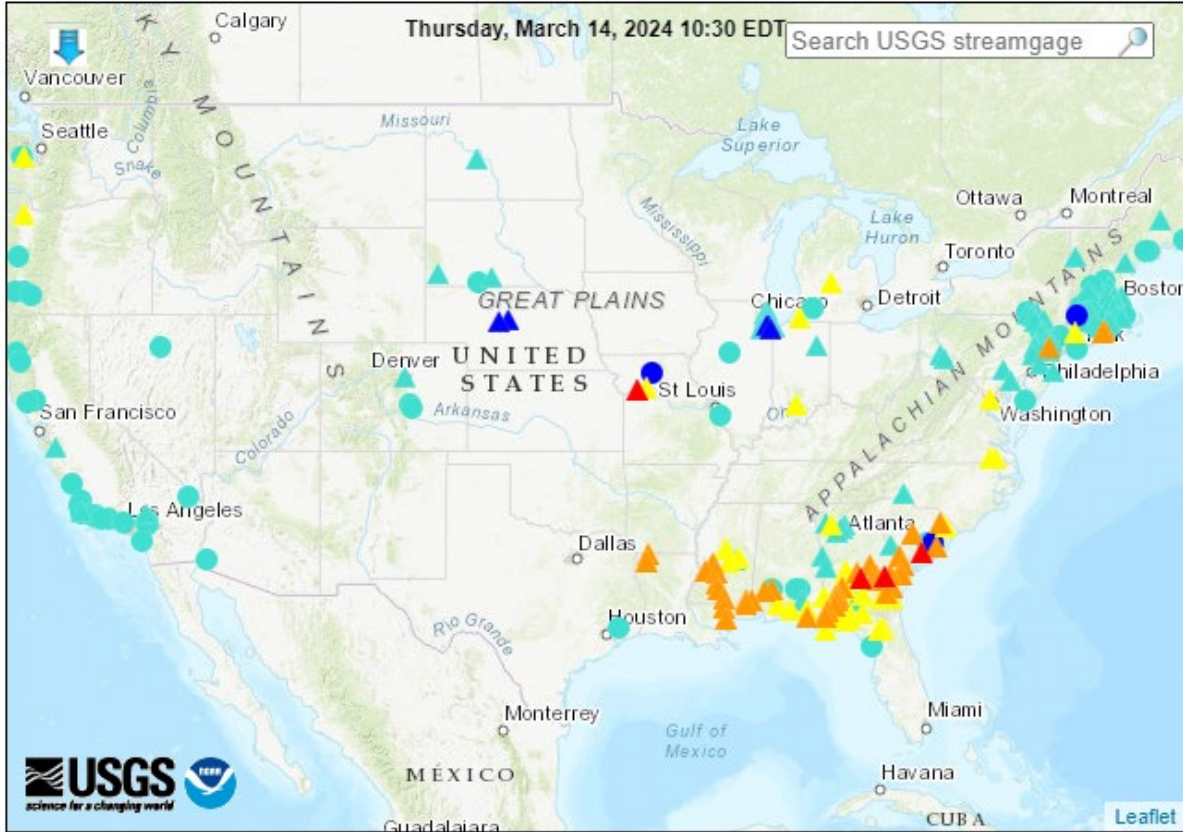 Thursday, March 14, 2024 10:30 EDT
Search USGS streamgage
Calgary
Vancouver
Columbia
KY MOUNTAINS
Seattle
Snake
Missouri
Lake
Superior
Mississippi
Ottawa
Montreal
Lake
Huron
Toronto
Boston
Chicago
Detroit
GREAT PLAINS
APPALACHIAN MOUNTAINS
Denver
UNITED
STATES
St Louis
Philadelphia
Washington
San Francisco
Colorado
Arkansas
Los Angeles
Atlanta
Dallas
Houston
Rio Grande
Monterrey
Gulf of
Mexico
Miami
Havana
MÉXICO
CUBA
Guadalajara
USGS
science for a changing world
Leaflet